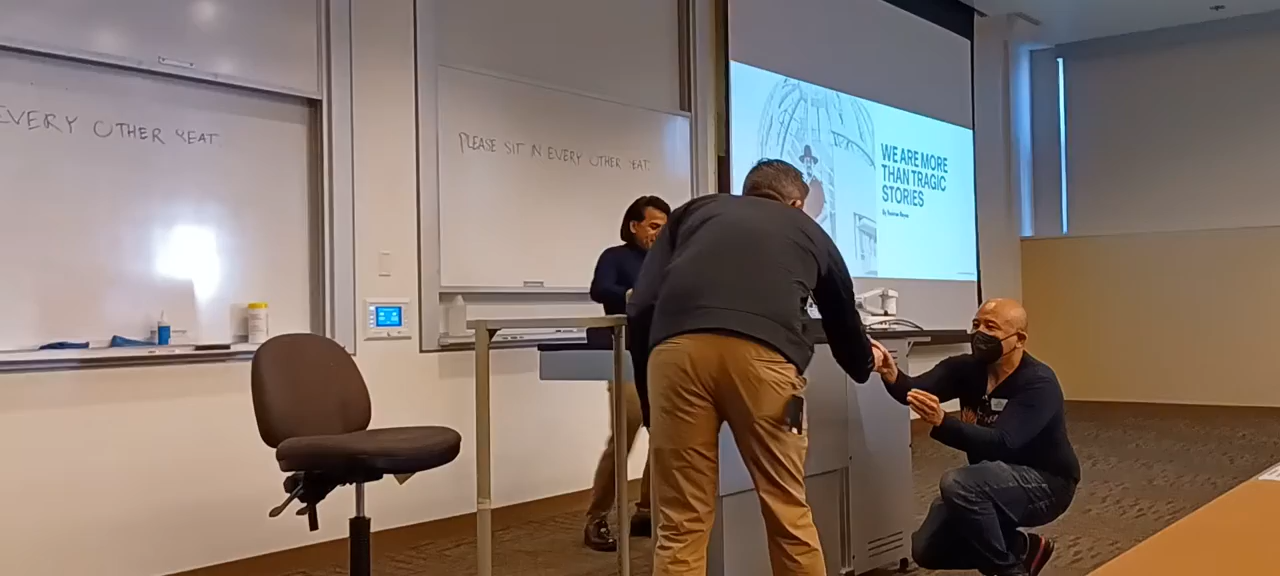 EVERY OTHER SEAT
PLEASE SIT IN EVERY OTHER SEAT.
WE ARE MORE
THAN TRAGIC
STORIES